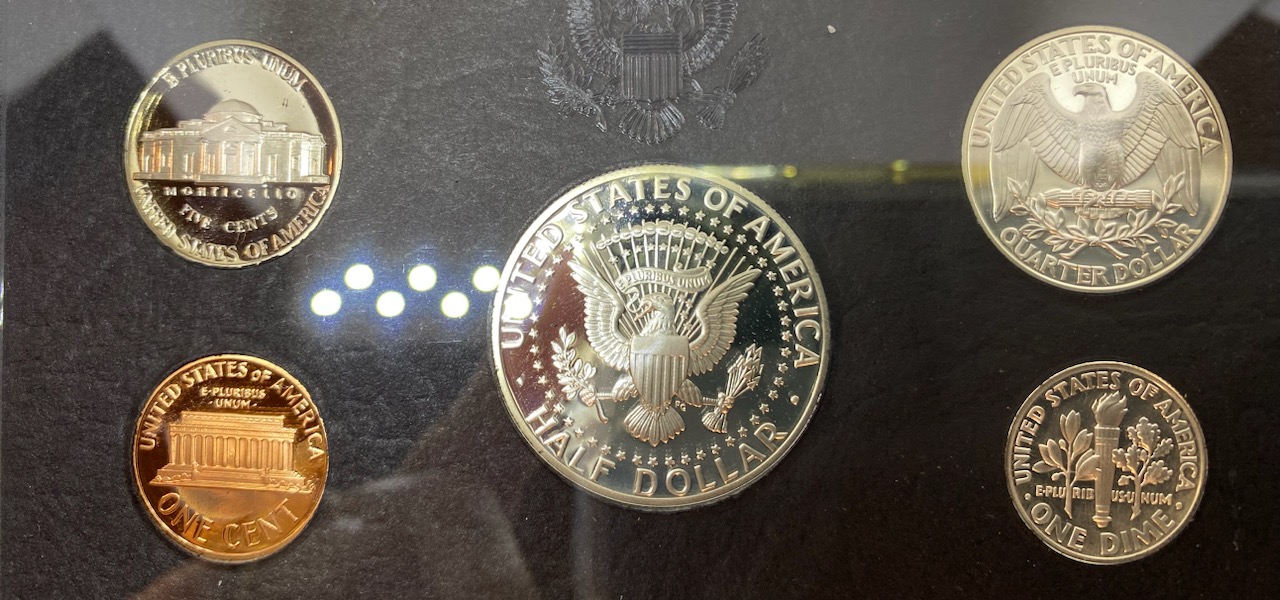 E PLURIBUS UNUM
MONTICELLO
FIVE CENTS
UNITED STATES OF AMERICA
UNITED STATES OF AMERICA
E·PLURIBUS
UNUM
ONE CENT
UNITED STATES OF AMERICA
E PLURIBUS UNUM
HALF DOLLAR
UNITED STATES OF AMERICA
E PLURIBUS
UNUM
QUARTER DOLLAR
UNITED STATES OF AMERICA
E·PLURIBUS·UNUM
·ONE DIME·